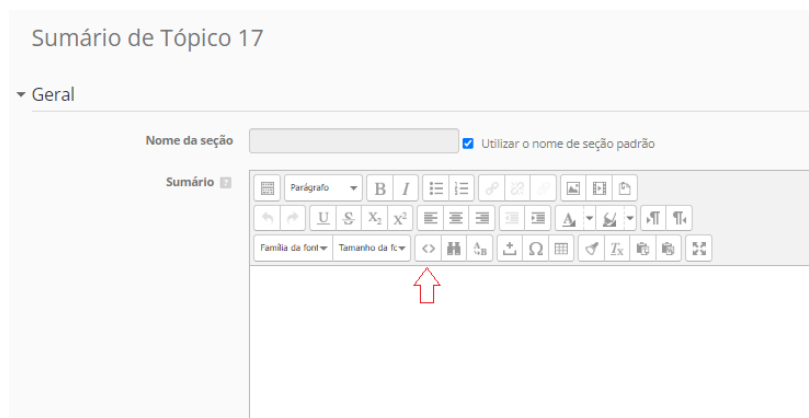 Sumário de Tópico 17
Geral
Nome da seção
Utilizar o nome de seção padrão
Sumário ?
Parágrafo B I
U S X₂ X²
Família da font Tamanho da fc <> A B Ω Tx